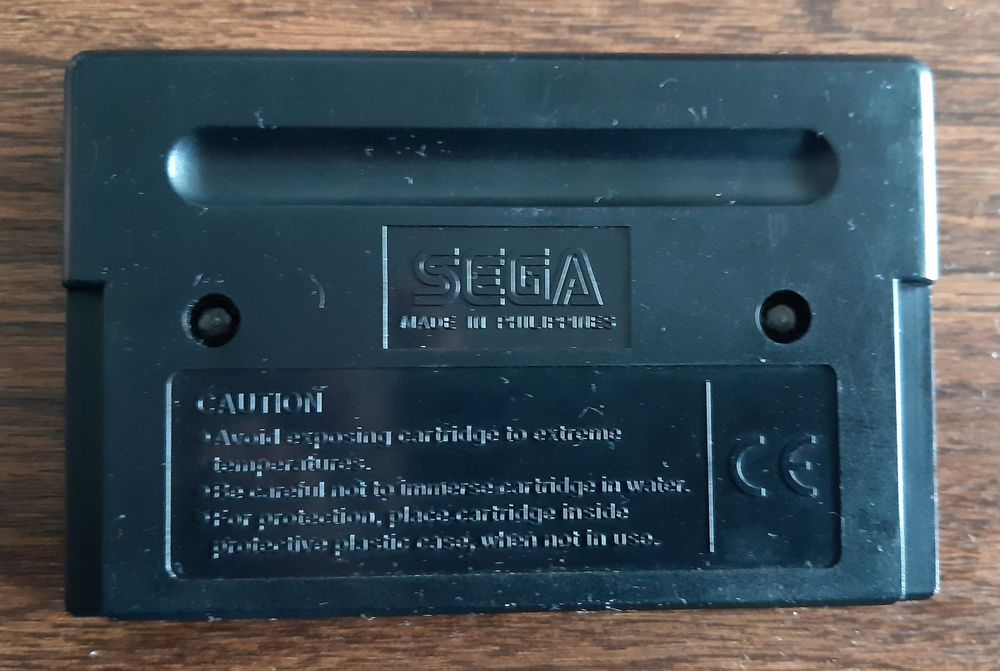 SEGA
MADE IN PHILIPPINES
CAUTION
• Avoid exposing cartridge to extreme
temperatures.
• Be careful not to immerse cartridge in water.
• For protection, place cartridge inside
protective plastic case, when not in use.
CE